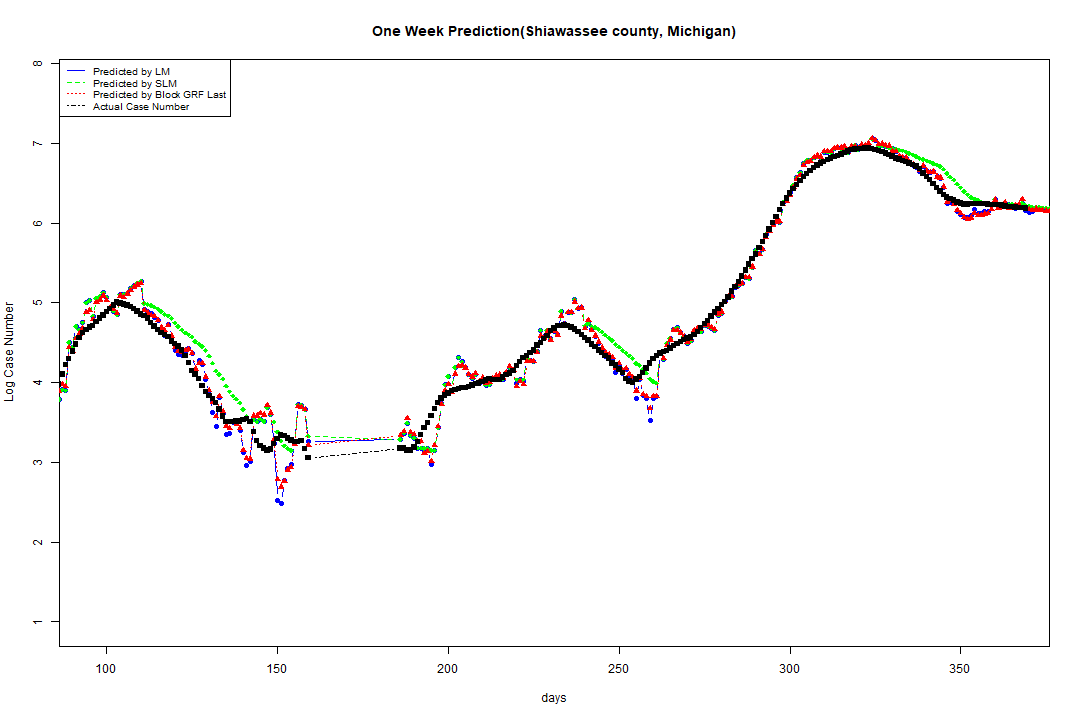 One Week Prediction(Shiawassee county, Michigan)
Predicted by LM
Predicted by SLM
Predicted by Block GRF Last
Actual Case Number
8
7
6
5
4
3
2
1
Log Case Number
100 150 200 250 300 350
days